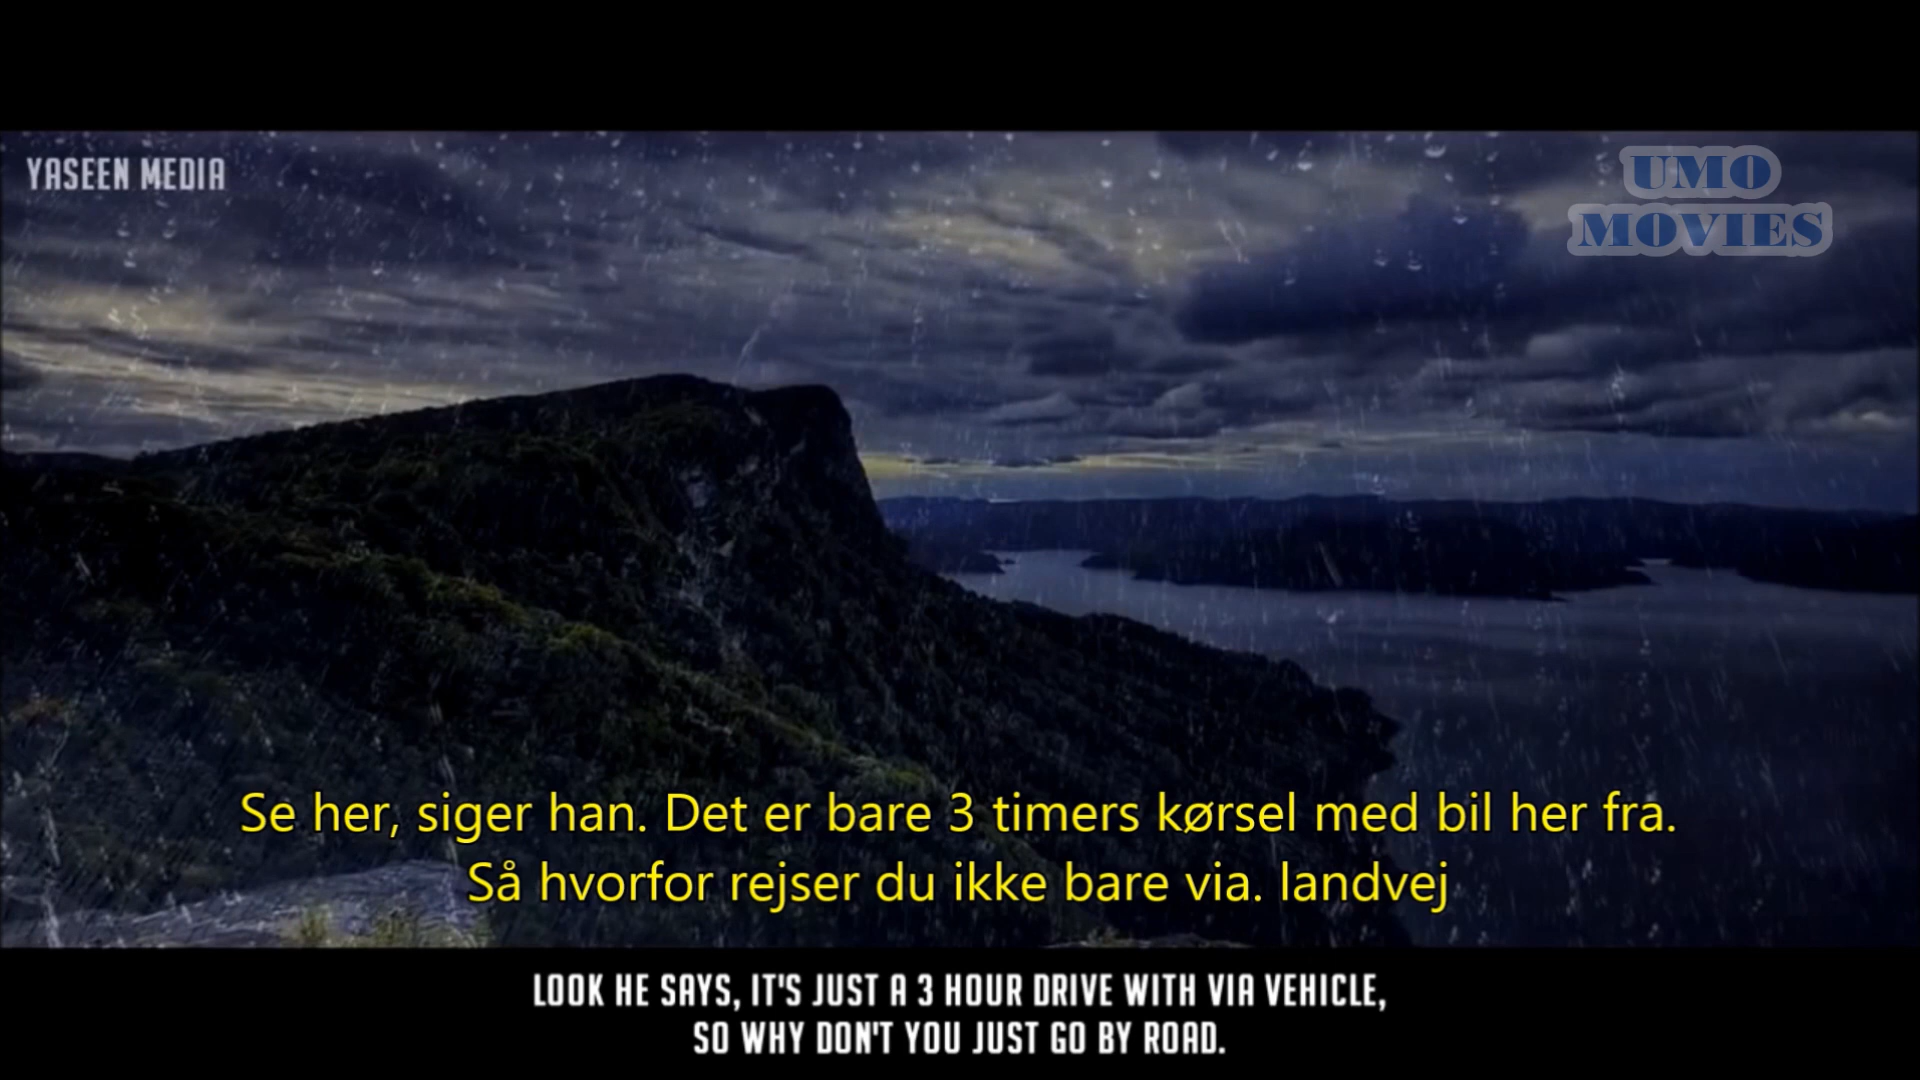 YASEEN MEDIA
UMO
MOVIES
Se her, siger han. Det er bare 3 timers kørsel med bil her fra.
Så hvorfor rejser du ikke bare via. landvej
LOOK HE SAYS, IT'S JUST A 3 HOUR DRIVE WITH VIA VEHICLE,
SO WHY DON'T YOU JUST GO BY ROAD.